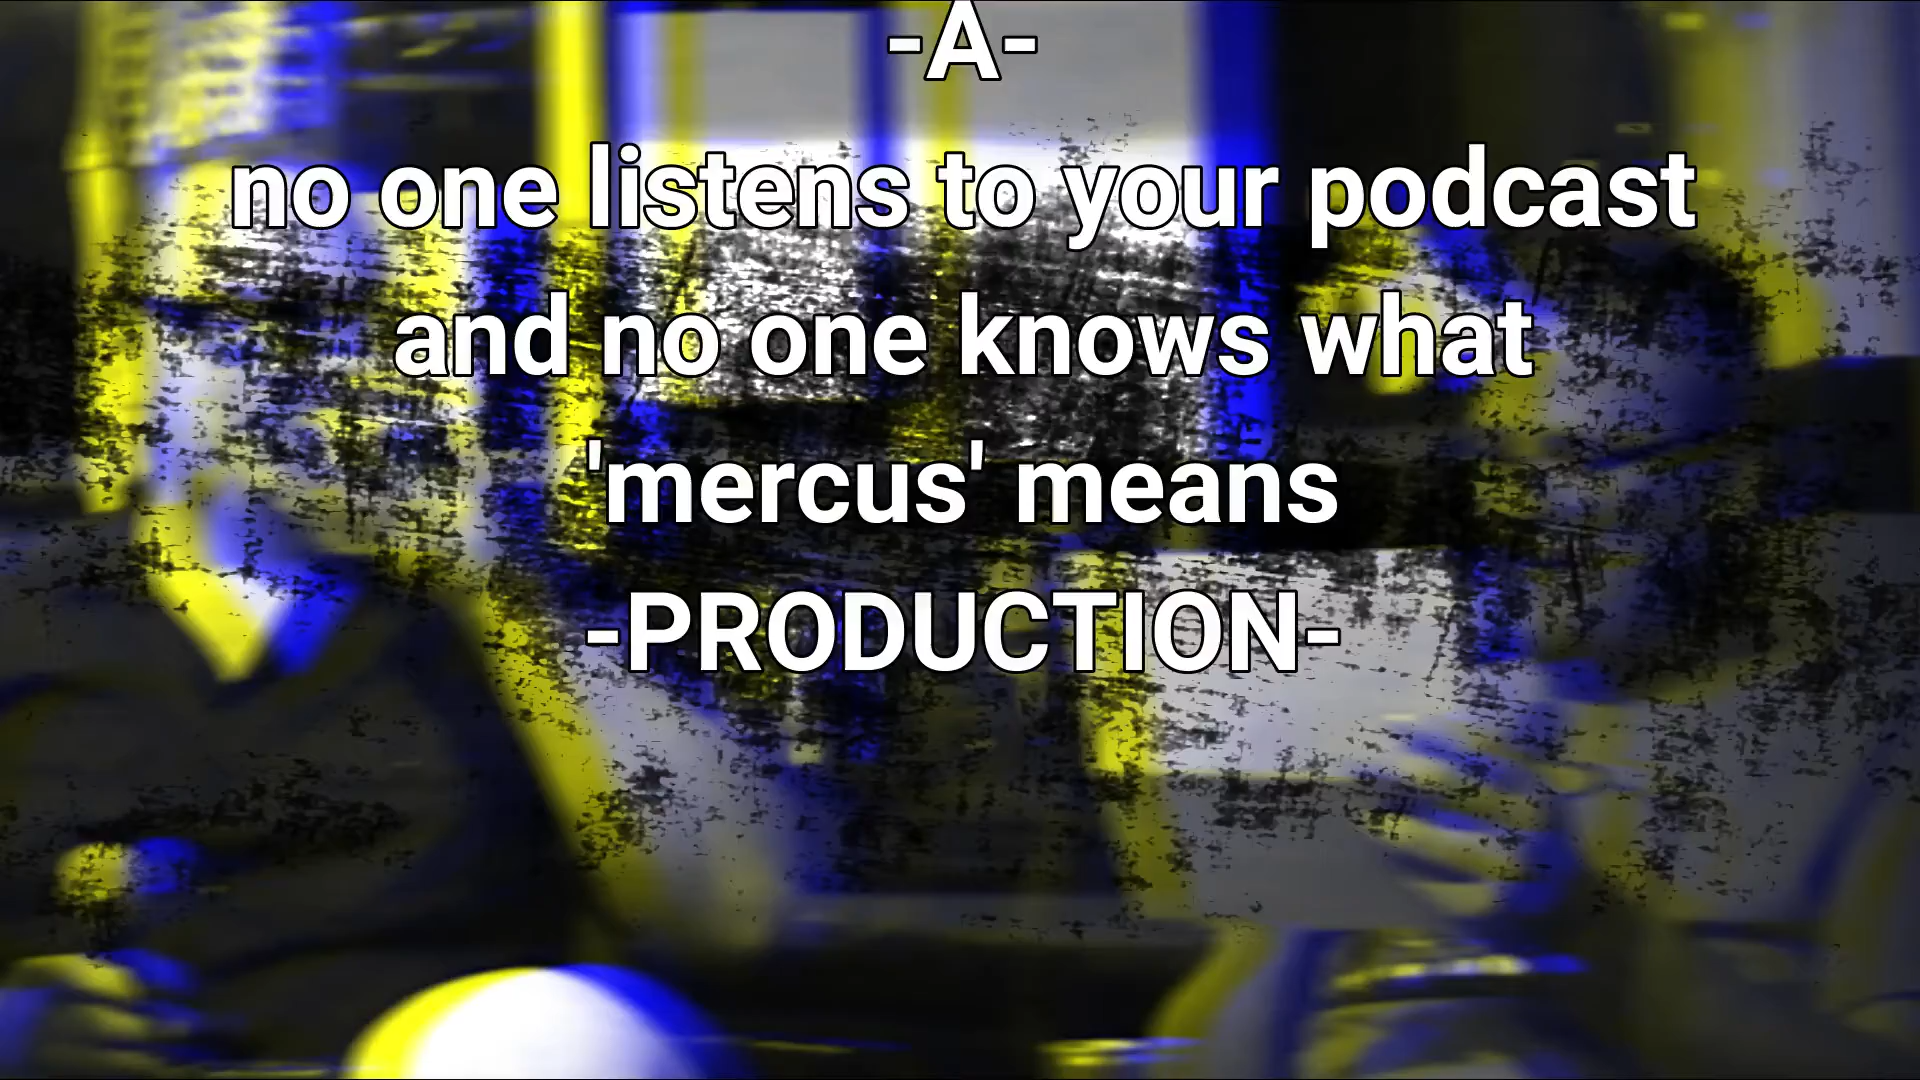 -A-
no one listens to your podcast
and no one knows what
'mercus' means
-PRODUCTION-